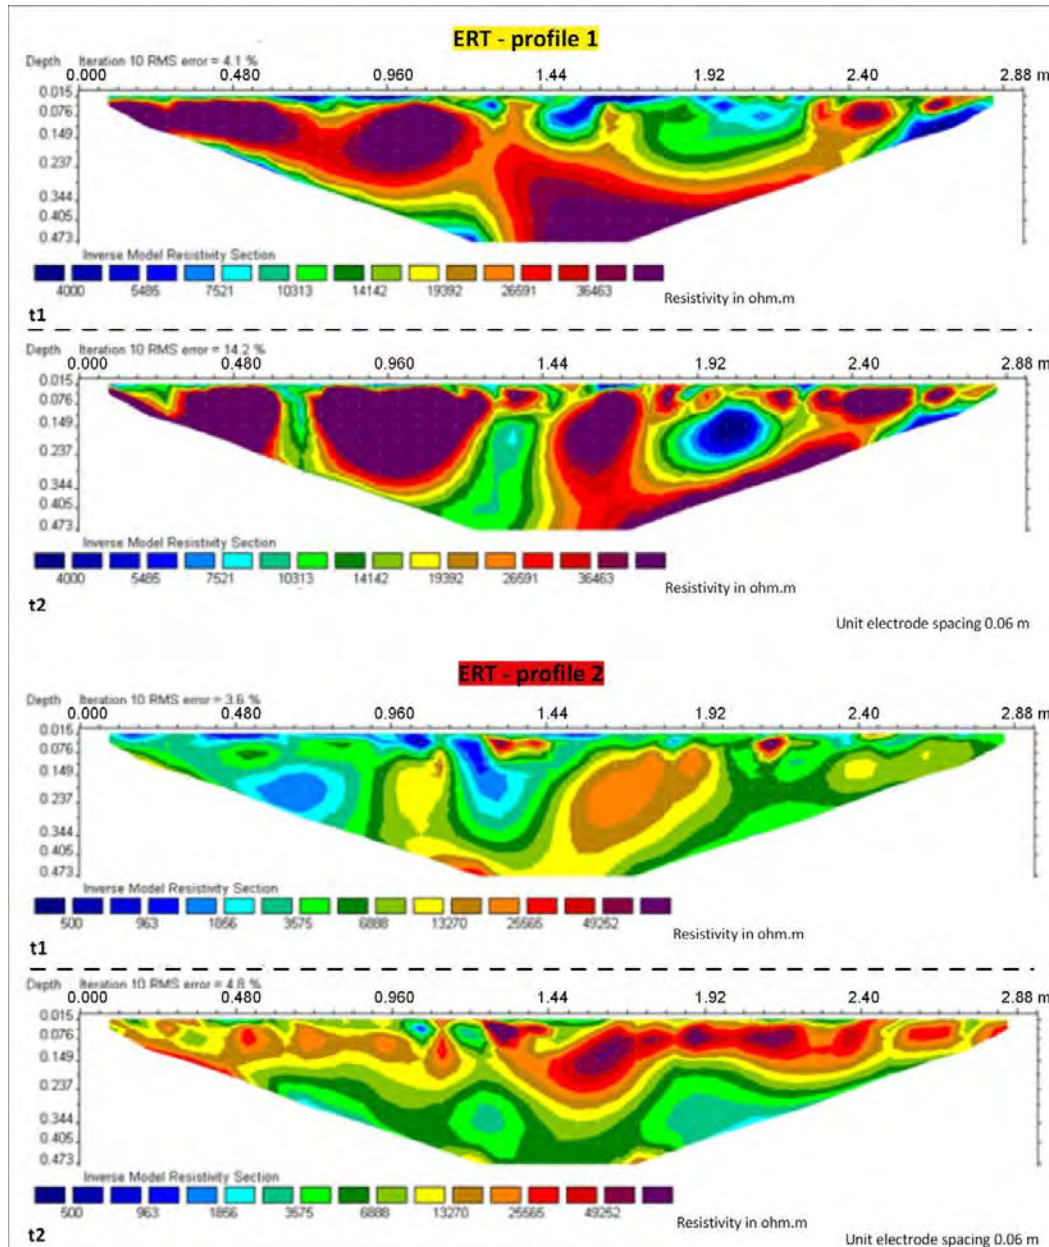 ERT - profile 1
Depth Iteration 10 RMS error = 4.1 %
0.000 0.480 0.960 1.44 1.92 2.40 2.88 m
0.015
0.076
0.149
0.237
0.344
0.405
0.473
Inverse Model Resistivity Section
4000 5485 7521 10313 14142 19392 26591 36463
Resistivity in ohm.m
t1
Depth Iteration 10 RMS error = 14.2 %
0.000 0.480 0.960 1.44 1.92 2.40 2.88 m
0.015
0.076
0.149
0.237
0.344
0.405
0.473
Inverse Model Resistivity Section
4000 5485 7521 10313 14142 19392 26591 36463
Resistivity in ohm.m
t2
Unit electrode spacing 0.06 m
ERT - profile 2
Depth Iteration 10 RMS error = 3.6 %
0.000 0.480 0.960 1.44 1.92 2.40 2.88 m
0.015
0.076
0.149
0.237
0.344
0.405
0.473
Inverse Model Resistivity Section
500 963 1856 3575 6888 13270 25565 49252
Resistivity in ohm.m
t1
Depth Iteration 10 RMS error = 4.8 %
0.000 0.480 0.960 1.44 1.92 2.40 2.88 m
0.015
0.076
0.149
0.237
0.344
0.405
0.473
Inverse Model Resistivity Section
500 963 1856 3575 6888 13270 25565 49252
Resistivity in ohm.m
t2
Unit electrode spacing 0.06 m